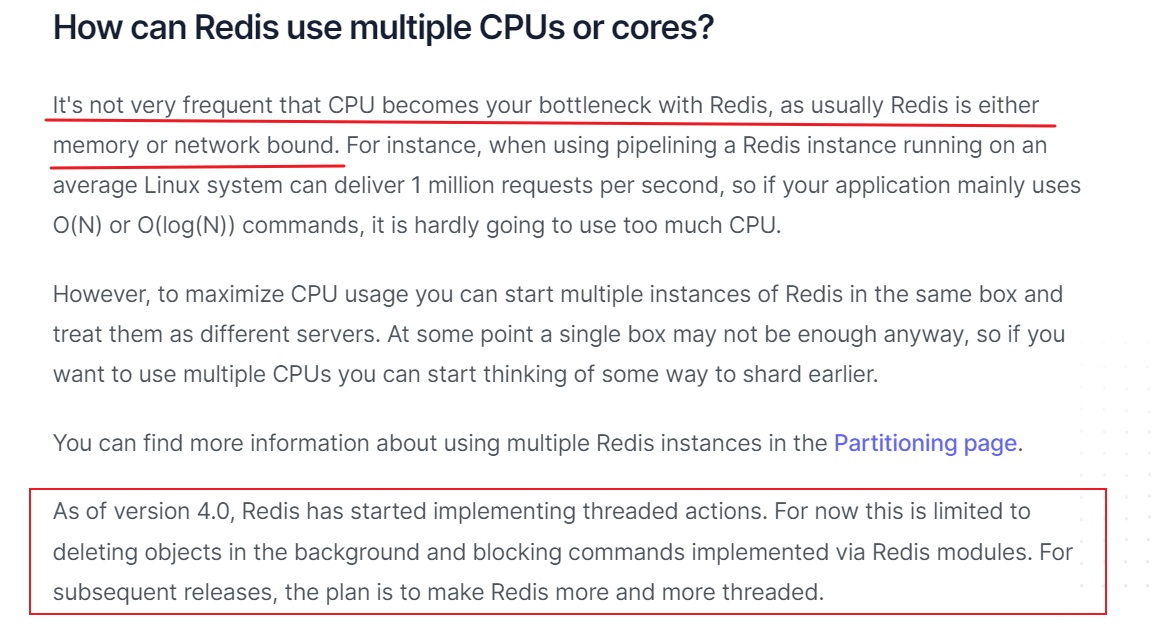 How can Redis use multiple CPUs or cores?
It's not very frequent that CPU becomes your bottleneck with Redis, as usually Redis is either
memory or network bound. For instance, when using pipelining a Redis instance running on an
average Linux system can deliver 1 million requests per second, so if your application mainly uses
O(N) or O(log(N)) commands, it is hardly going to use too much CPU.
However, to maximize CPU usage you can start multiple instances of Redis in the same box and
treat them as different servers. At some point a single box may not be enough anyway, so if you
want to use multiple CPUs you can start thinking of some way to shard earlier.
You can find more information about using multiple Redis instances in the Partitioning page.
As of version 4.0, Redis has started implementing threaded actions. For now this is limited to
deleting objects in the background and blocking commands implemented via Redis modules. For
subsequent releases, the plan is to make Redis more and more threaded.